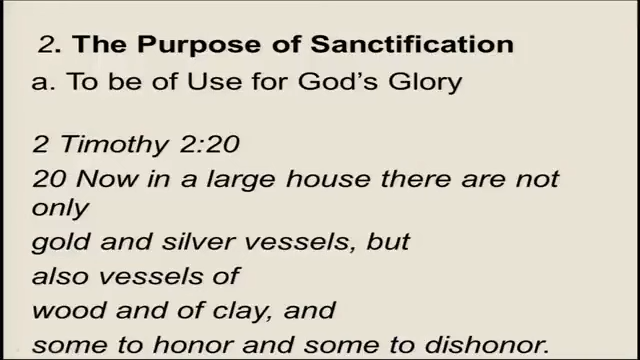 2. The Purpose of Sanctification
a. To be of Use for God's Glory
2 Timothy 2:20
20 Now in a large house there are not
only
gold and silver vessels, but
also vessels of
wood and of clay, and
some to honor and some to dishonor.